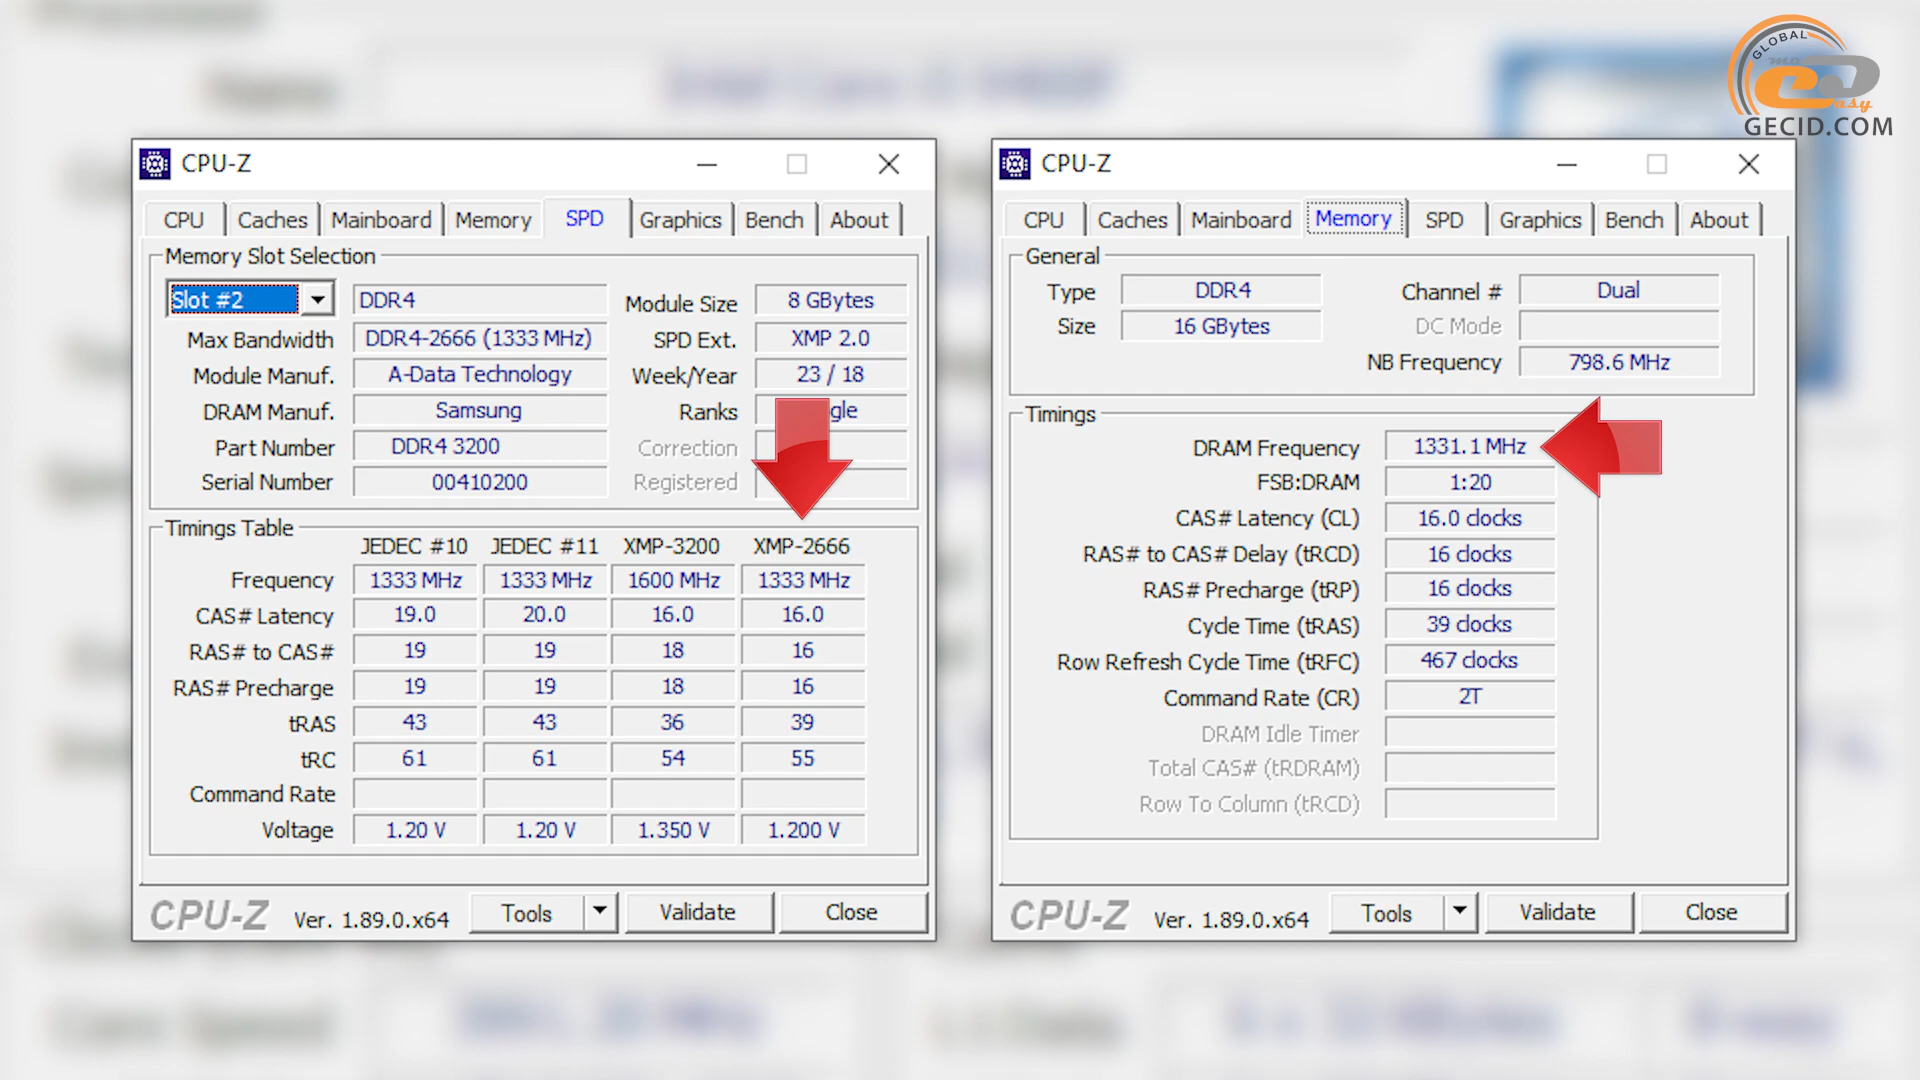 GLOBAL
easy
GECID.COM
CPU-Z
CPU Caches Mainboard Memory SPD Graphics Bench About
Memory Slot Selection
Slot #2 DDR4 Module Size 8 GBytes
Max Bandwidth DDR4-2666 (1333 MHz) SPD Ext. XMP 2.0
Module Manuf. A-Data Technology Week/Year 23 / 18
DRAM Manuf. Samsung Ranks gle
Part Number DDR4 3200 Correction
Serial Number 00410200 Registered
Timings Table
JEDEC #10 JEDEC #11 XMP-3200 XMP-2666
Frequency 1333 MHz 1333 MHz 1600 MHz 1333 MHz
CAS# Latency 19.0 20.0 16.0 16.0
RAS# to CAS# 19 19 18 16
RAS# Precharge 19 19 18 16
tRAS 43 43 36 39
tRC 61 61 54 55
Command Rate
Voltage 1.20 V 1.20 V 1.350 V 1.200 V
CPU-Z Ver. 1.89.0.x64 Tools Validate Close
CPU-Z
CPU Caches Mainboard Memory SPD Graphics Bench About
General
Type DDR4 Channel # Dual
Size 16 GBytes DC Mode
NB Frequency 798.6 MHz
Timings
DRAM Frequency 1331.1 MHz
FSB:DRAM 1:20
CAS# Latency (CL) 16.0 clocks
RAS# to CAS# Delay (tRCD) 16 clocks
RAS# Precharge (tRP) 16 clocks
Cycle Time (tRAS) 39 clocks
Row Refresh Cycle Time (tRFC) 467 clocks
Command Rate (CR) 2T
DRAM Idle Timer
Total CAS# (tRDRAM)
Row To Column (tRCD)
CPU-Z Ver. 1.89.0.x64 Tools Validate Close